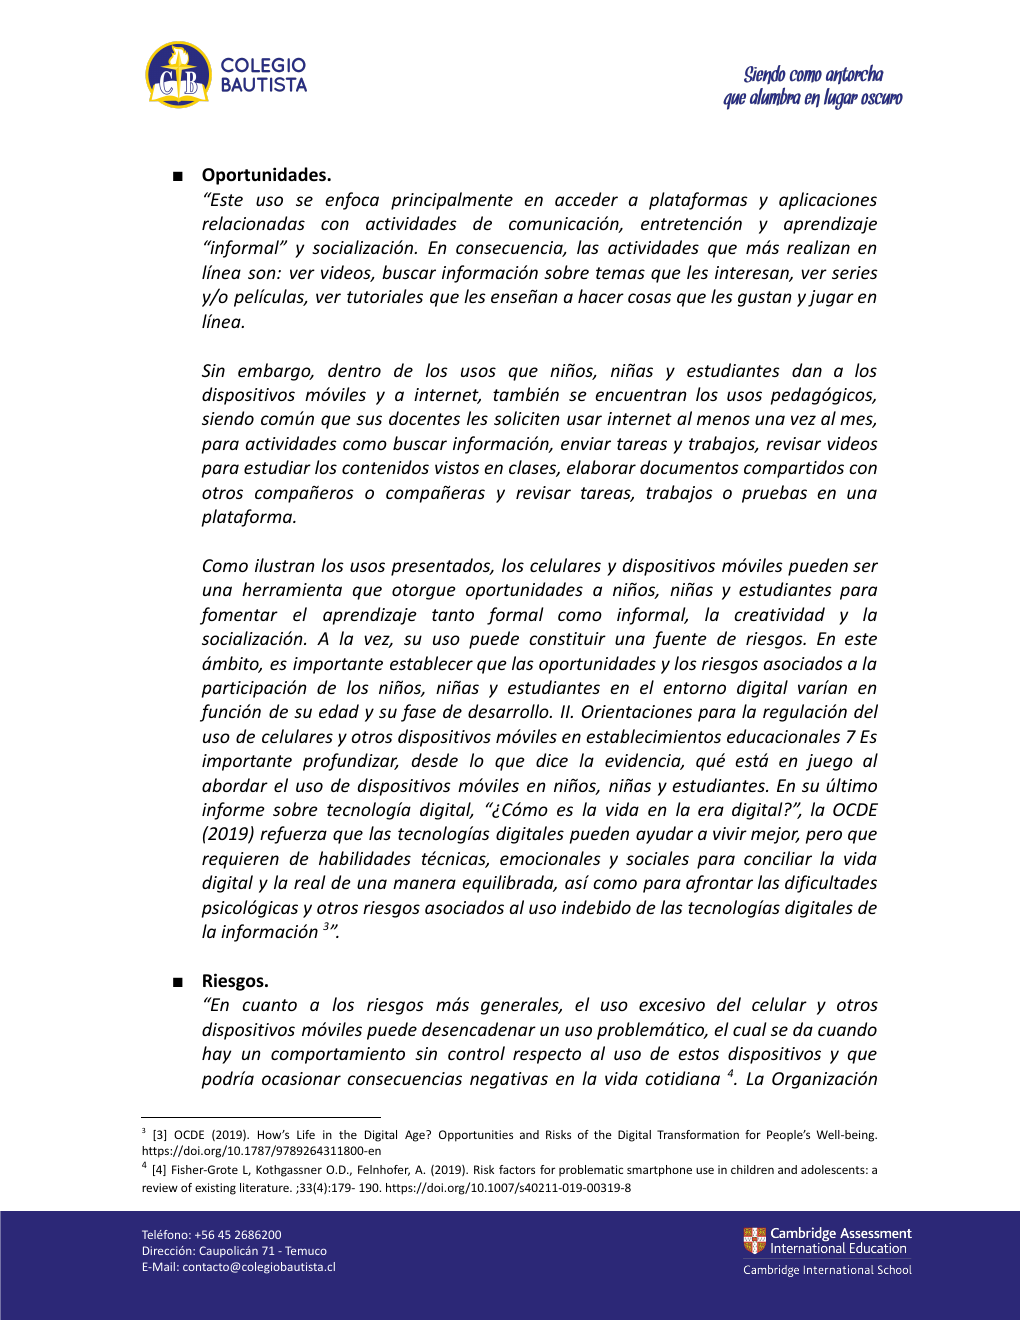 C B
COLEGIO
BAUTISTA
Siendo como antorcha
que alumbra en lugar oscuro
■ Oportunidades.
“Este uso se enfoca principalmente en acceder a plataformas y aplicaciones
relacionadas con actividades de comunicación, entretención y aprendizaje
“informal” y socialización. En consecuencia, las actividades que más realizan en
línea son: ver videos, buscar información sobre temas que les interesan, ver series
y/o películas, ver tutoriales que les enseñan a hacer cosas que les gustan y jugar en
línea.
Sin embargo, dentro de los usos que niños, niñas y estudiantes dan a los
dispositivos móviles y a internet, también se encuentran los usos pedagógicos,
siendo común que sus docentes les soliciten usar internet al menos una vez al mes,
para actividades como buscar información, enviar tareas y trabajos, revisar videos
para estudiar los contenidos vistos en clases, elaborar documentos compartidos con
otros compañeros o compañeras y revisar tareas, trabajos o pruebas en una
plataforma.
Como ilustran los usos presentados, los celulares y dispositivos móviles pueden ser
una herramienta que otorgue oportunidades a niños, niñas y estudiantes para
fomentar el aprendizaje tanto formal como informal, la creatividad y la
socialización. A la vez, su uso puede constituir una fuente de riesgos. En este
ámbito, es importante establecer que las oportunidades y los riesgos asociados a la
participación de los niños, niñas y estudiantes en el entorno digital varían en
función de su edad y su fase de desarrollo. II. Orientaciones para la regulación del
uso de celulares y otros dispositivos móviles en establecimientos educacionales 7 Es
importante profundizar, desde lo que dice la evidencia, qué está en juego al
abordar el uso de dispositivos móviles en niños, niñas y estudiantes. En su último
informe sobre tecnología digital, “¿Cómo es la vida en la era digital?”, la OCDE
(2019) refuerza que las tecnologías digitales pueden ayudar a vivir mejor, pero que
requieren de habilidades técnicas, emocionales y sociales para conciliar la vida
digital y la real de una manera equilibrada, así como para afrontar las dificultades
psicológicas y otros riesgos asociados al uso indebido de las tecnologías digitales de
la información ³”.
■ Riesgos.
“En cuanto a los riesgos más generales, el uso excesivo del celular y otros
dispositivos móviles puede desencadenar un uso problemático, el cual se da cuando
hay un comportamiento sin control respecto al uso de estos dispositivos y que
podría ocasionar consecuencias negativas en la vida cotidiana ⁴. La Organización
³ [3] OCDE (2019). How’s Life in the Digital Age? Opportunities and Risks of the Digital Transformation for People’s Well-being.
https://doi.org/10.1787/9789264311800-en
⁴ [4] Fisher-Grote L, Kothgassner O.D., Felnhofer, A. (2019). Risk factors for problematic smartphone use in children and adolescents: a
review of existing literature. ;33(4):179- 190. https://doi.org/10.1007/s40211-019-00319-8
Teléfono: +56 45 2686200
Dirección: Caupolicán 71 - Temuco
E-Mail: contacto@colegiobautista.cl
Cambridge Assessment
International Education
Cambridge International School